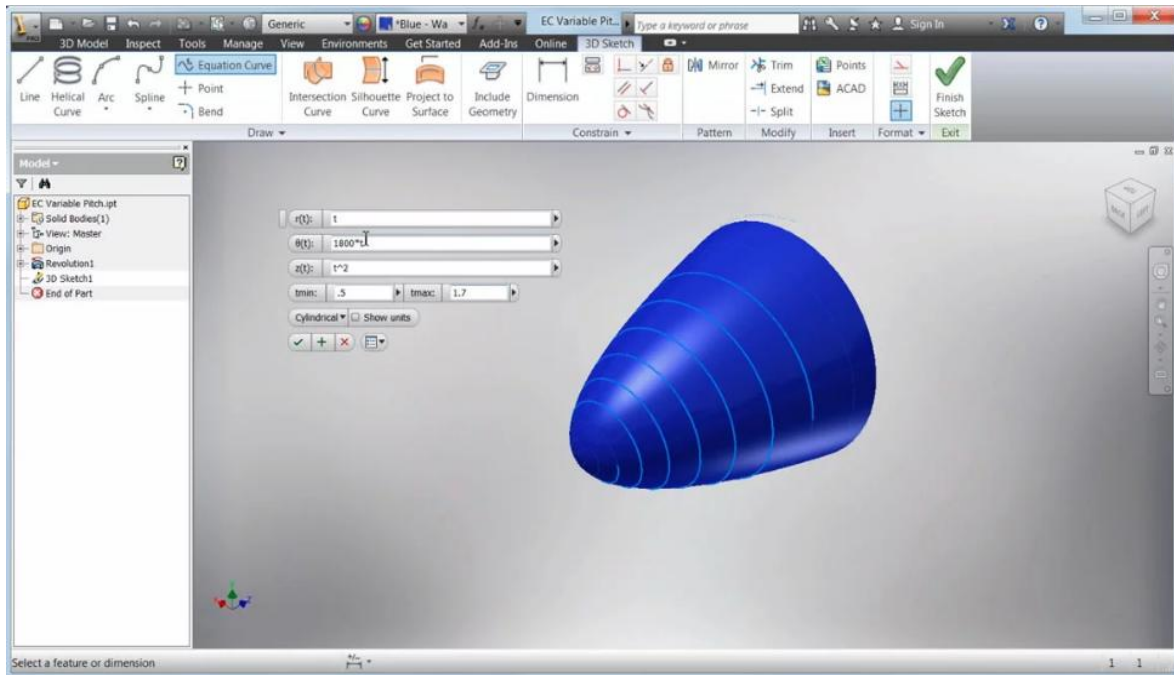 PRO
Generic
*Blue - Wa
EC Variable Pit...
Type a keyword or phrase
Sign In
3D Model Inspect Tools Manage View Environments Get Started Add-Ins Online 3D Sketch
Line
Helical Curve
Arc
Spline
Equation Curve
Point
Bend
Intersection Curve
Silhouette Curve
Project to Surface
Include Geometry
Dimension
Mirror
Trim
Extend
Split
Points
ACAD
Finish Sketch
Draw
Constrain
Pattern
Modify
Insert
Format
Exit
Model
EC Variable Pitch.ipt
Solid Bodies(1)
View: Master
Origin
Revolution1
3D Sketch1
End of Part
r(t): t
θ(t): 1800*t
z(t): t^2
tmin: .5 tmax: 1.7
Cylindrical Show units
Select a feature or dimension
1 1